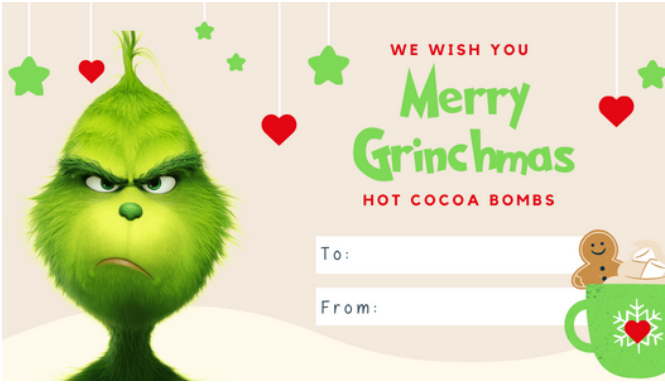 WE WISH YOU
Merry
Grinchmas
HOT COCOA BOMBS
To:
From: